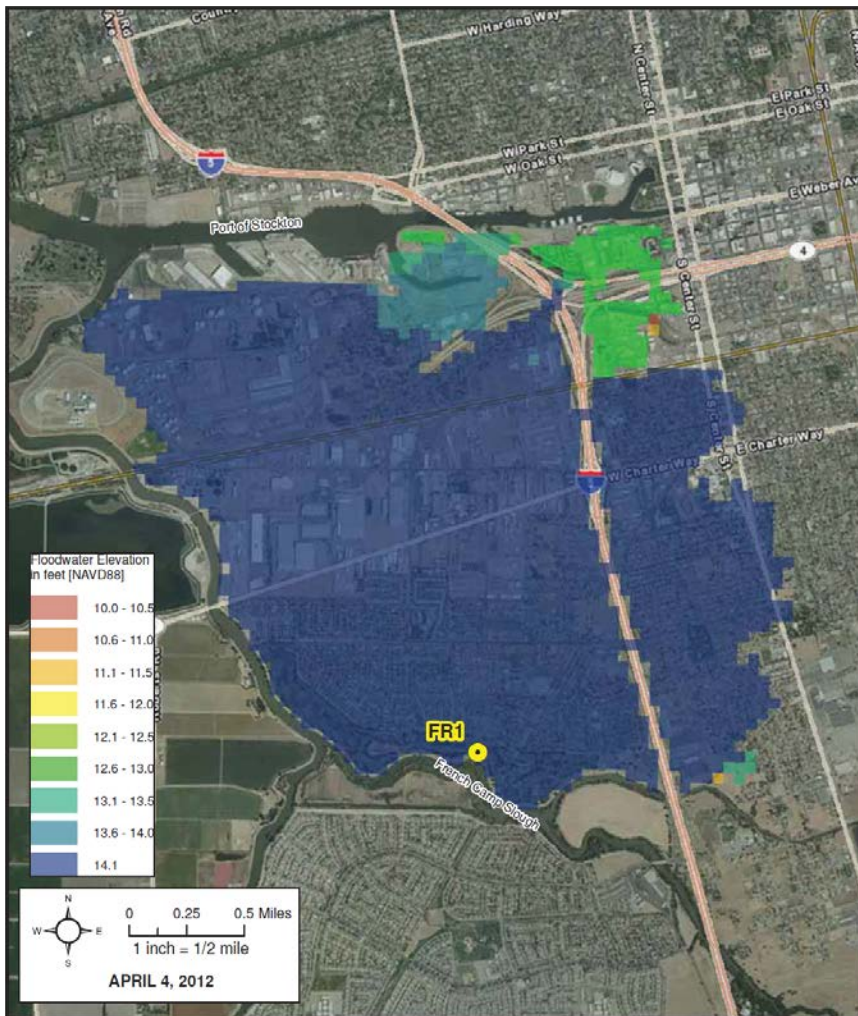 Country
W Harding Way
N Center St
E Park St
E Oak St
W Park St
W Oak St
5
E Weber Av
Port of Stockton
4
S Center St
E Charter Way
W Charter Way
5
FR1
French Camp Slough
Floodwater Elevation
in feet [NAVD88]
10.0 - 10.5
10.6 - 11.0
11.1 - 11.5
11.6 - 12.0
12.1 - 12.5
12.6 - 13.0
13.1 - 13.5
13.6 - 14.0
14.1
N
W E
S
0 0.25 0.5 Miles
1 inch = 1/2 mile
APRIL 4, 2012